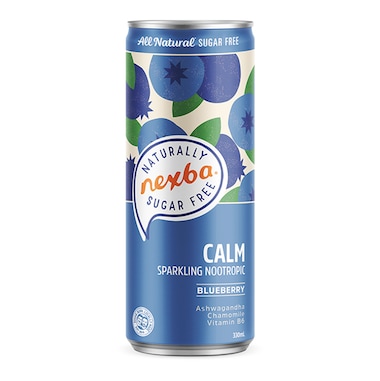 All Natural SUGAR FREE
NATURALLY
nexba.
SUGAR FREE
CALM
SPARKLING NOOTROPIC
BLUEBERRY
Ashwagandha
Chamomile
Vitamin B6
330mL